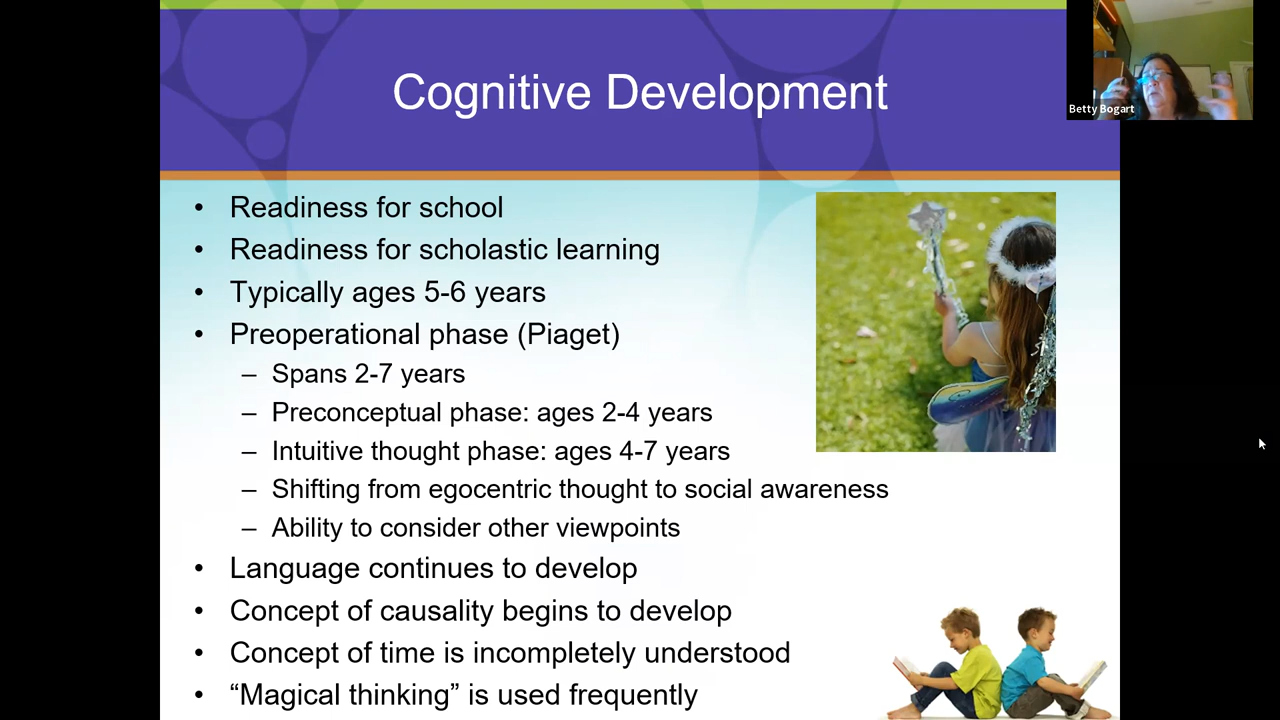 Cognitive Development
Betty Bogart
• Readiness for school
• Readiness for scholastic learning
• Typically ages 5-6 years
• Preoperational phase (Piaget)
– Spans 2-7 years
– Preconceptual phase: ages 2-4 years
– Intuitive thought phase: ages 4-7 years
– Shifting from egocentric thought to social awareness
– Ability to consider other viewpoints
• Language continues to develop
• Concept of causality begins to develop
• Concept of time is incompletely understood
• “Magical thinking” is used frequently